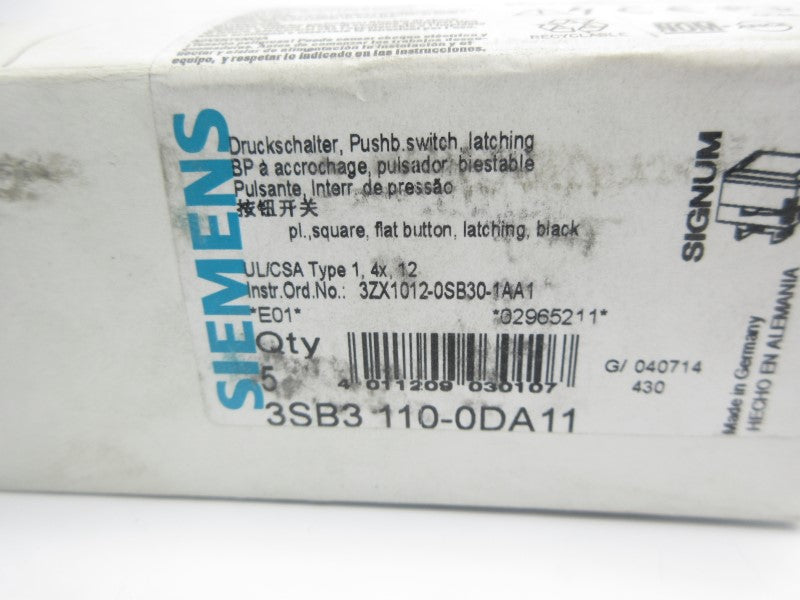 equipo, y respetar lo indicado en las instrucciones.
RECYCLABLE
SIEMENS
Druckschalter, Pushb.switch, latching
BP à accrochage, pulsador biestable
Pulsante, Interr. de pressão
按钮开关
pl.,square, flat button, latching, black
UL/CSA Type 1, 4x, 12
Instr.Ord.No.: 3ZX1012-0SB30-1AA1
*E01* *02965211*
Qty
5
4 011209 030107
G/ 040714
430
3SB3 110-0DA11
SIGNUM
Made in Germany
HECHO EN ALEMANIA